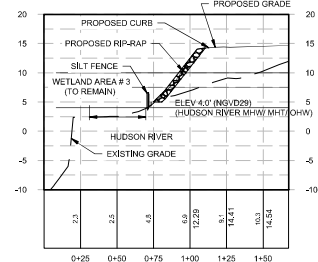 PROPOSED GRADE
PROPOSED CURB
PROPOSED RIP-RAP
SILT FENCE
WETLAND AREA # 3
(TO REMAIN)
ELEV 4.0' (NGVD29)
(HUDSON RIVER MHW/ MHT/OHW)
HUDSON RIVER
EXISTING GRADE
20 20
15 15
10 10
5 5
0 0
-5 -5
-10 -10
2.3 2.5 4.8 6.9 12.29 9.1 14.41 10.3 14.54
0+25 0+50 0+75 1+00 1+25 1+50